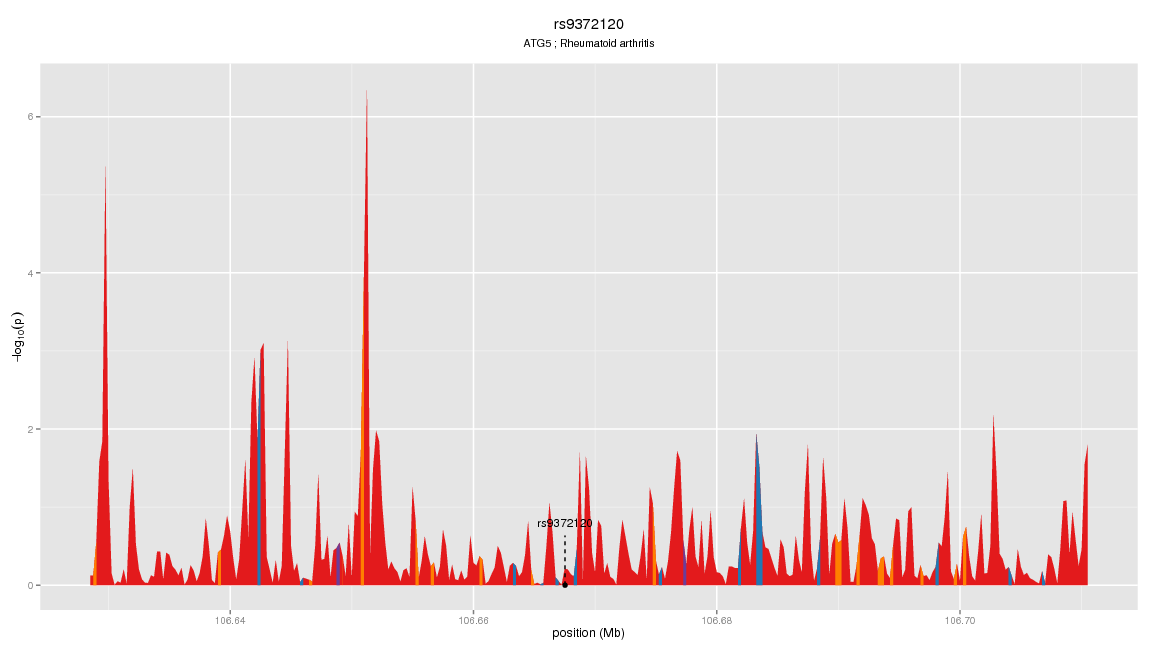 rs9372120
ATG5 ; Rheumatoid arthritis
6
4
2
0
−log10(p)
rs9372120
106.64
106.66
106.68
106.70
position (Mb)